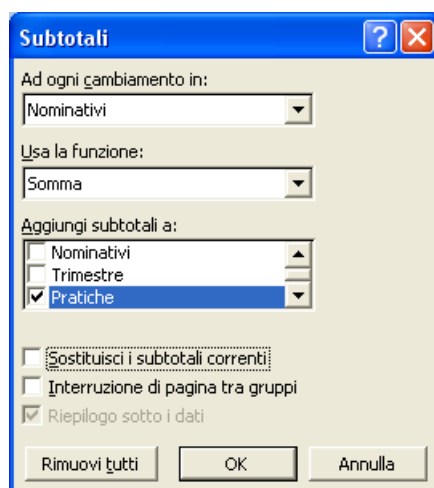 Subtotali
Ad ogni cambiamento in:
Nominativi
Usa la funzione:
Somma
Aggiungi subtotali a:
Nominativi
Trimestre
Pratiche
Sostituisci i subtotali correnti
Interruzione di pagina tra gruppi
Riepilogo sotto i dati
Rimuovi tutti OK Annulla